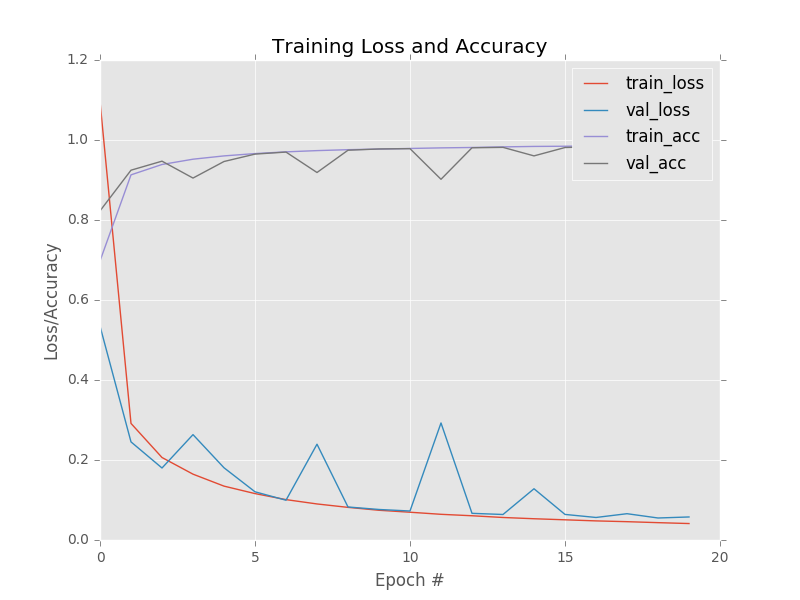 Training Loss and Accuracy
1.2
1.0
0.8
0.6
0.4
0.2
0.0
Loss/Accuracy
train_loss
val_loss
train_acc
val_acc
0 5 10 15 20
Epoch #